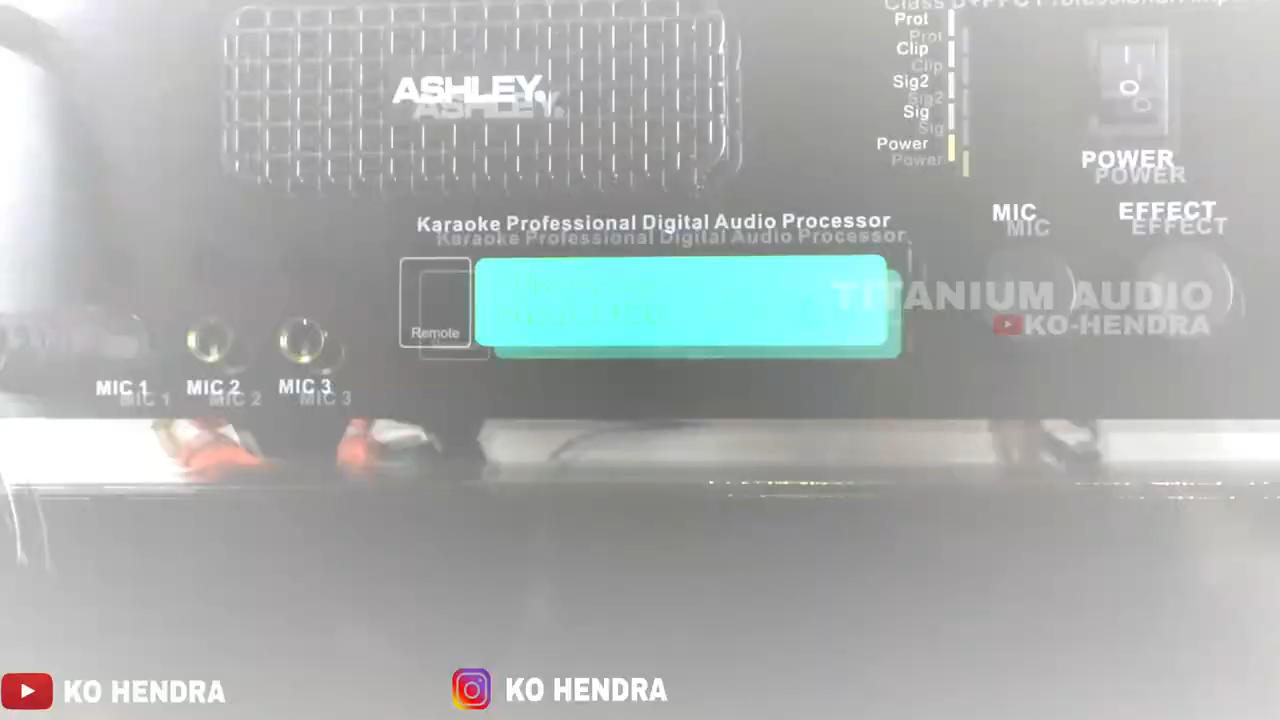 Prot
Clip
Sig2
Sig
Power
ASHLEY.
POWER
MIC
EFFECT
Karaoke Professional Digital Audio Processor
Remote
TITANIUM AUDIO
KO-HENDRA
MIC 1
MIC 2
MIC 3
KO HENDRA
KO HENDRA